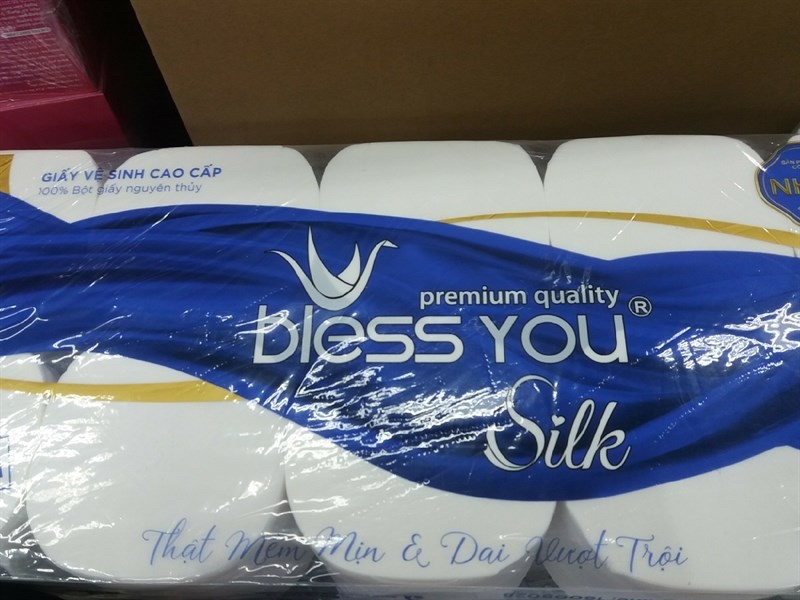 GIẤY VỆ SINH CAO CẤP
100% Bột giấy nguyên thủy
premium quality
bless you®
Silk
Thật Mềm Mịn & Dai Vượt Trội